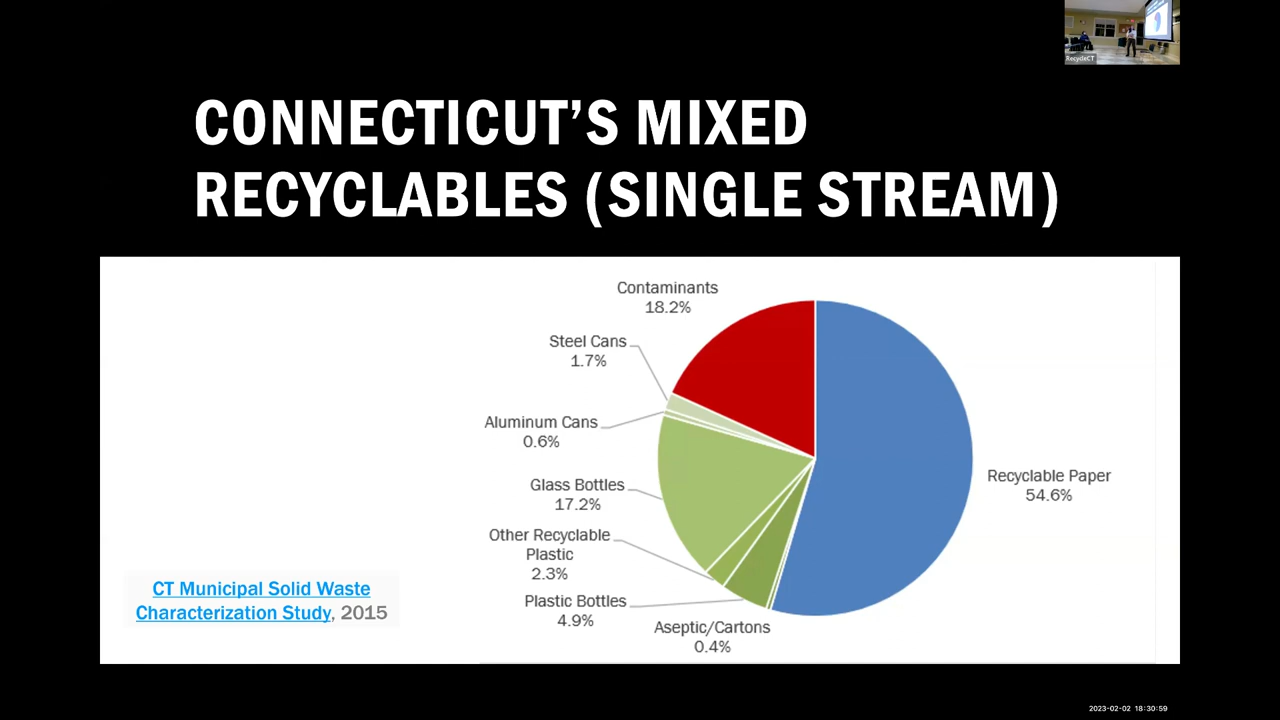 RecycleCT
CONNECTICUT'S MIXED
RECYCLABLES (SINGLE STREAM)
Contaminants
18.2%
Steel Cans
1.7%
Aluminum Cans
0.6%
Glass Bottles
17.2%
Other Recyclable
Plastic
2.3%
Plastic Bottles
4.9%
Aseptic/Cartons
0.4%
Recyclable Paper
54.6%
CT Municipal Solid Waste
Characterization Study, 2015
2023-02-02 18:30:59